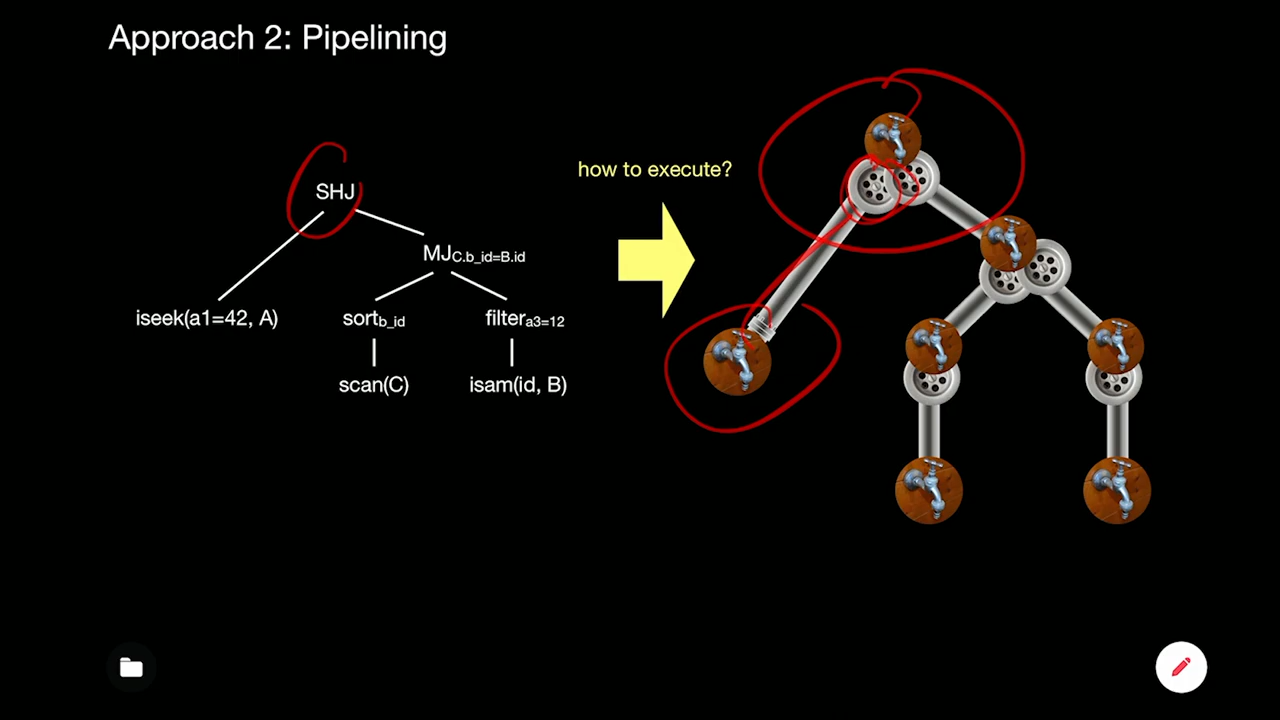 Approach 2: Pipelining
how to execute?
SHJ
MJC.b_id=B.id
iseek(a1=42, A)
sortb_id
filtera3=12
scan(C)
isam(id, B)